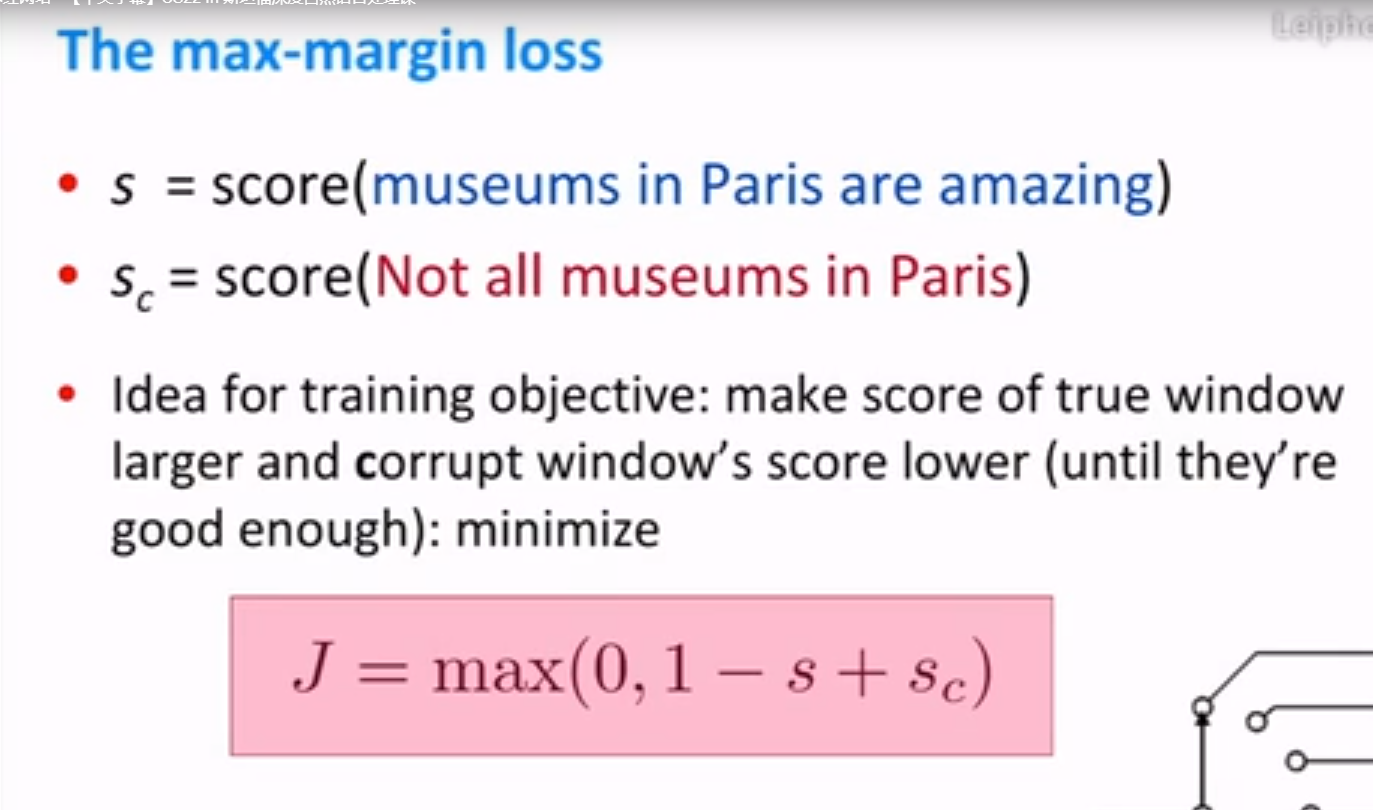 The max-margin loss
Leipho
• s = score(museums in Paris are amazing)
• s_c = score(Not all museums in Paris)
• Idea for training objective: make score of true window
larger and corrupt window’s score lower (until they’re
good enough): minimize
J = max(0, 1 − s + s_c)